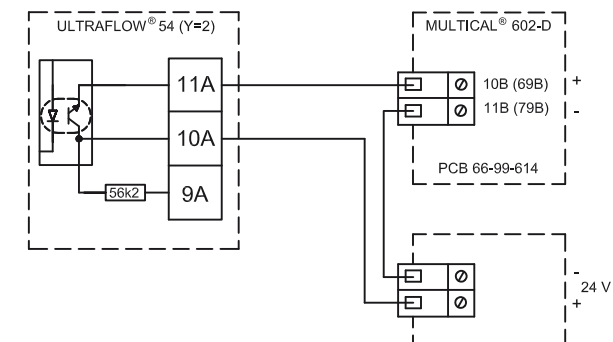 ULTRAFLOW® 54 (Y=2)
11A
10A
56k2
9A
MULTICAL® 602-D
10B (69B) +
11B (79B) -
PCB 66-99-614
-
24 V
+